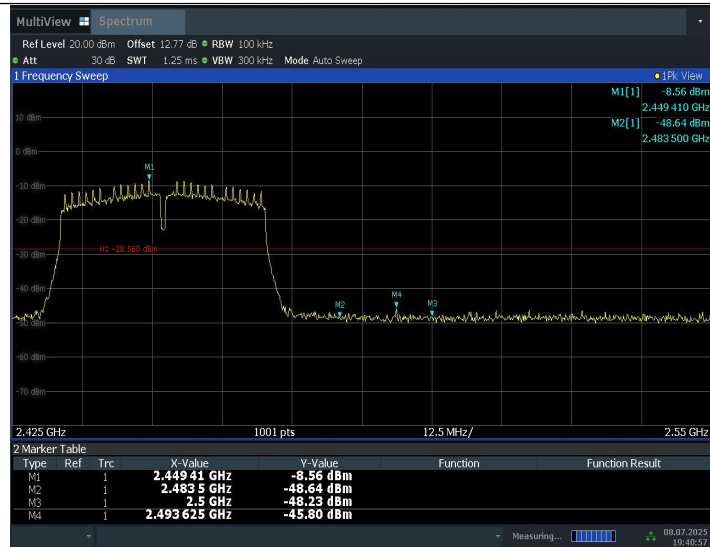 MultiView Spectrum
Ref Level 20.00 dBm Offset 12.77 dB RBW 100 kHz
Att 30 dB SWT 1.25 ms VBW 300 kHz Mode Auto Sweep
1 Frequency Sweep 1Pk View
M1[1] -8.56 dBm
2.449 410 GHz
M2[1] -48.64 dBm
2.483 500 GHz
10 dBm
0 dBm
M1
-10 dBm
-20 dBm
H1 -28.560 dBm
-30 dBm
-40 dBm
M4
M2 M3
-50 dBm
-60 dBm
-70 dBm
2.425 GHz 1001 pts 12.5 MHz/ 2.55 GHz
2 Marker Table
Type Ref Trc X-Value Y-Value Function Function Result
M1 1 2.449 41 GHz -8.56 dBm
M2 1 2.483 5 GHz -48.64 dBm
M3 1 2.5 GHz -48.23 dBm
M4 1 2.493 625 GHz -45.80 dBm
Measuring... 08.07.2025
19:40:57